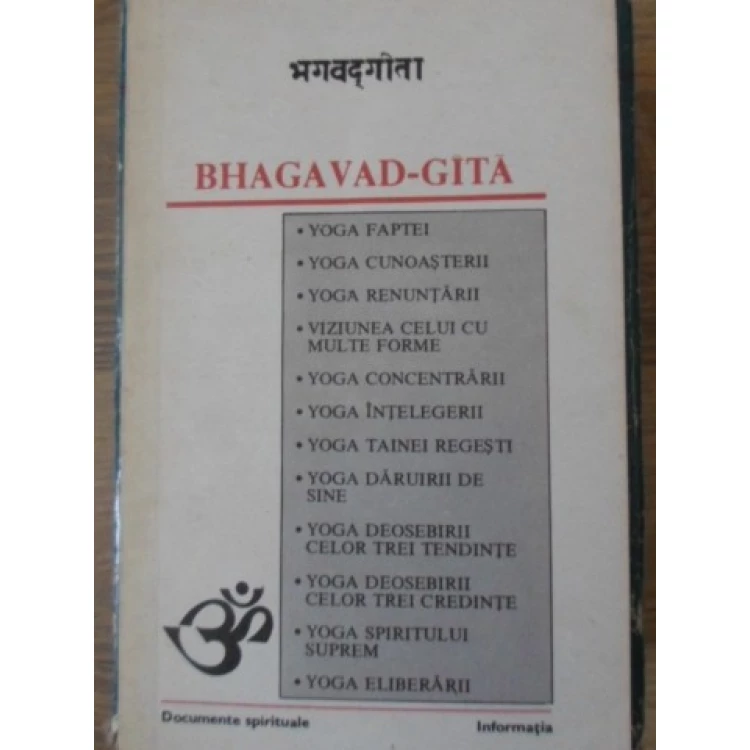 भगवद्गीता
BHAGAVAD-GĪTĀ
• YOGA FAPTEI
• YOGA CUNOAȘTERII
• YOGA RENUNȚĂRII
• VIZIUNEA CELUI CU
MULTE FORME
• YOGA CONCENTRĂRII
• YOGA ÎNȚELEGERII
• YOGA TAINEI REGEȘTI
• YOGA DĂRUIRII DE
SINE
• YOGA DEOSEBIRII
CELOR TREI TENDINȚE
• YOGA DEOSEBIRII
CELOR TREI CREDINȚE
• YOGA SPIRITULUI
SUPREM
• YOGA ELIBERĂRII
ॐ
Documente spirituale
Informația